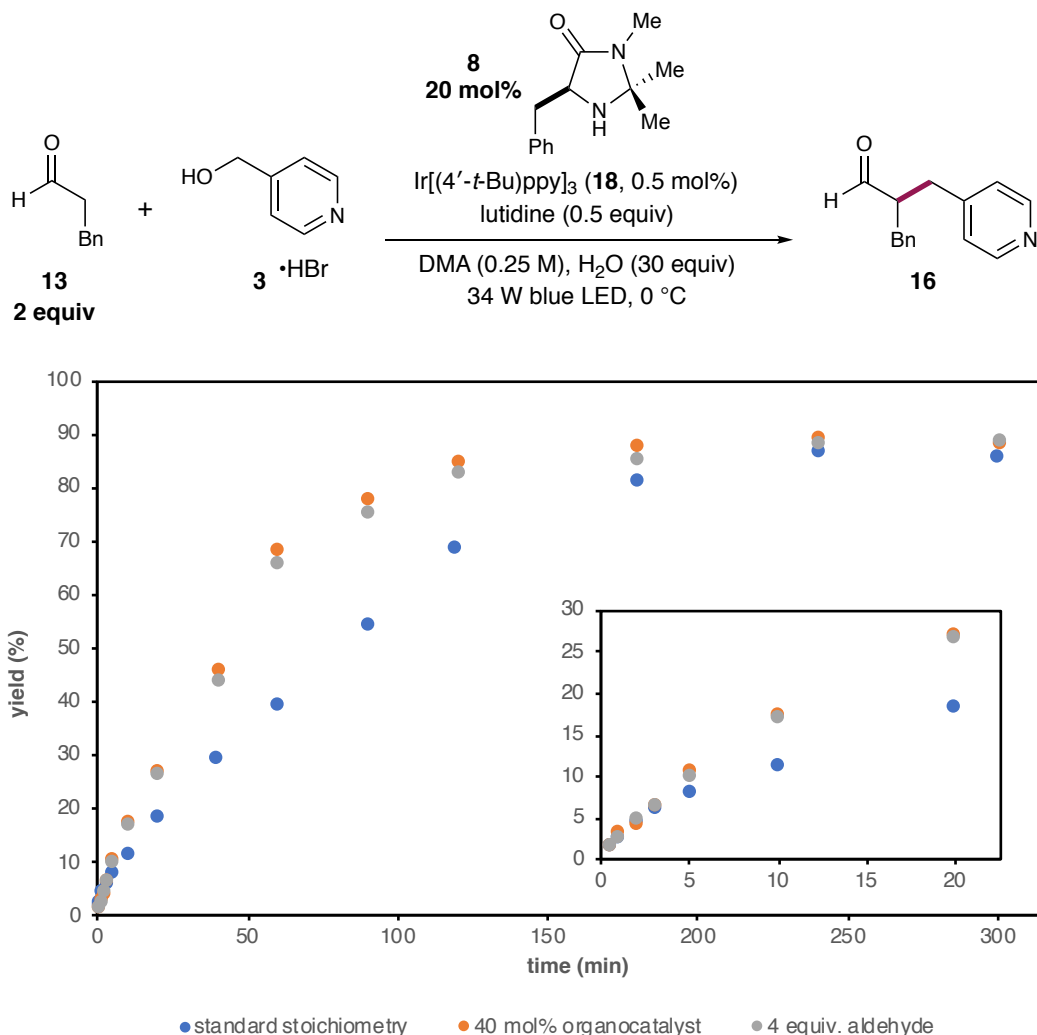 8
20 mol%
O
Me
N
Me
N
H
Me
Ph
O
H
Bn
13
2 equiv
+
HO
N
3 •HBr
Ir[(4′-t-Bu)ppy]3 (18, 0.5 mol%)
lutidine (0.5 equiv)
DMA (0.25 M), H2O (30 equiv)
34 W blue LED, 0 °C
O
H
Bn
N
16
yield (%)
100
90
80
70
60
50
40
30
20
10
0
0 50 100 150 200 250 300
time (min)
30
25
20
15
10
5
0
0 5 10 15 20
standard stoichiometry 40 mol% organocatalyst 4 equiv. aldehyde